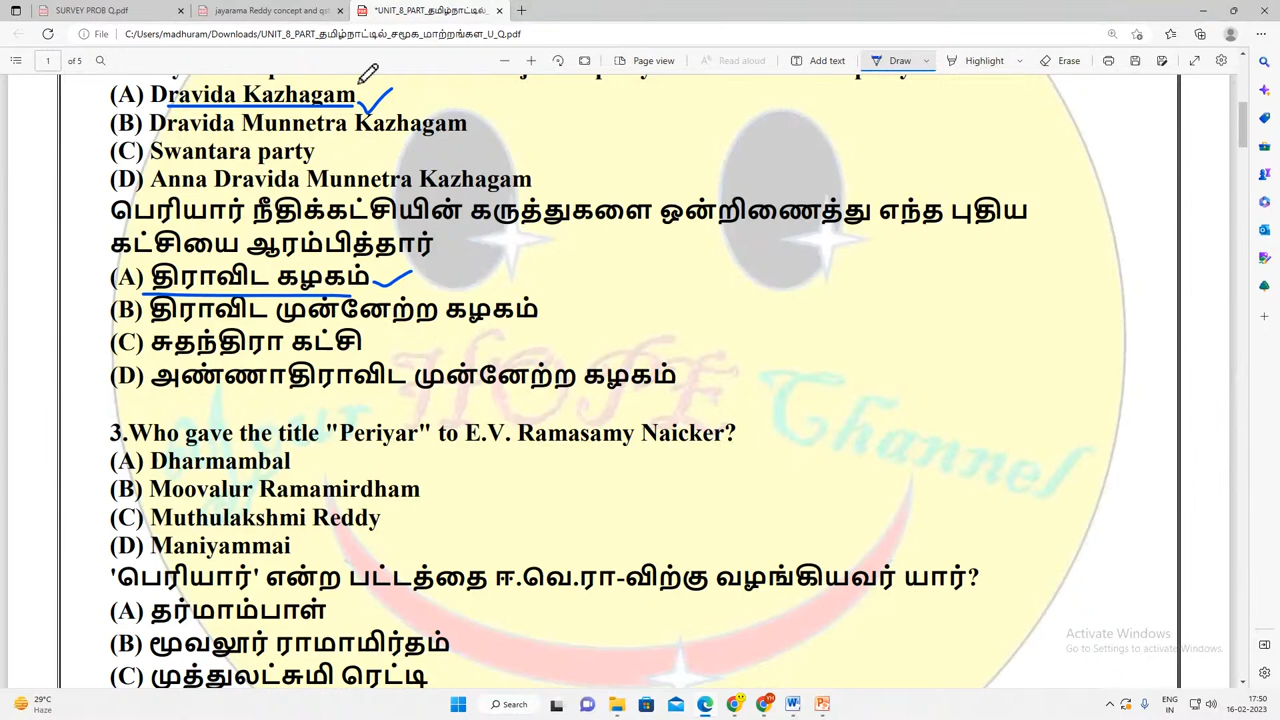 SURVEY PROB Q.pdf
jayarama Reddy concept and qst
*UNIT_8_PART_தமிழ்நாட்டில்_
File
C:/Users/madhuram/Downloads/UNIT_8_PART_தமிழ்நாட்டில்_சமூக_மாற்றங்கள_U_Q.pdf
1 of 5
Page view
Read aloud
Add text
Draw
Highlight
Erase
(A) Dravida Kazhagam
(B) Dravida Munnetra Kazhagam
(C) Swantara party
(D) Anna Dravida Munnetra Kazhagam
பெரியார் நீதிக்கட்சியின் கருத்துகளை ஒன்றிணைத்து எந்த புதிய
கட்சியை ஆரம்பித்தார்
(A) திராவிட கழகம்
(B) திராவிட முன்னேற்ற கழகம்
(C) சுதந்திரா கட்சி
(D) அண்ணாதிராவிட முன்னேற்ற கழகம்
Your HOPE Channel
3.Who gave the title "Periyar" to E.V. Ramasamy Naicker?
(A) Dharmambal
(B) Moovalur Ramamirdham
(C) Muthulakshmi Reddy
(D) Maniyammai
'பெரியார்' என்ற பட்டத்தை ஈ.வெ.ரா-விற்கு வழங்கியவர் யார்?
(A) தர்மாம்பாள்
(B) மூவலூர் ராமாமிர்தம்
(C) முத்துலட்சுமி ரெட்டி
Activate Windows
Go to Settings to activate Windows.
29°C
Haze
Search
ENG
IN
17:50
16-02-2023